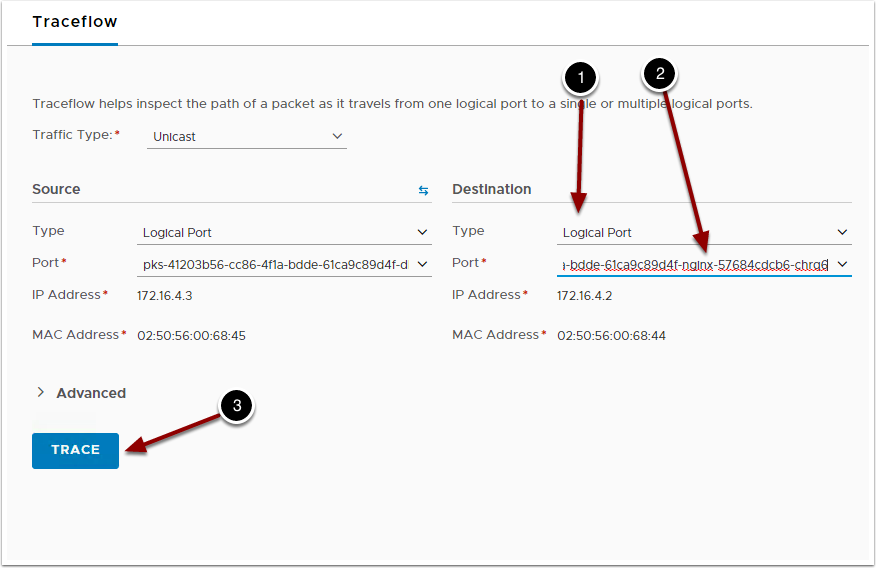 Traceflow
1
2
Traceflow helps inspect the path of a packet as it travels from one logical port to a single or multiple logical ports.
Traffic Type:* Unicast
Source Destination
Type Logical Port Type Logical Port
Port* pks-41203b56-cc86-4f1a-bdde-61ca9c89d4f-d Port* a-bdde-61ca9c89d4f-nginx-57684cdcb6-chrq6
IP Address* 172.16.4.3 IP Address* 172.16.4.2
MAC Address* 02:50:56:00:68:45 MAC Address* 02:50:56:00:68:44
Advanced
3
TRACE